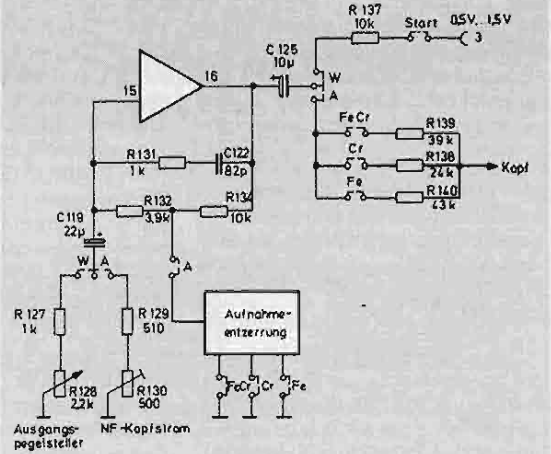 R 137
10k
Start
0,5V...1,5V
3
C 125
10µ
W
A
15
16
FeCr
R139
39k
Cr
R138
24k
Fe
R140
43k
Kopf
R131
1k
C122
82p
R132
3,9k
R134
10k
C119
22µ
+
W A
A
R 127
1k
R 129
510
Aufnahme-
entzerrung
R128
2,2k
R130
500
FeCr
Cr
Fe
Ausgangs-
pegelsteller
NF-Kopfstrom